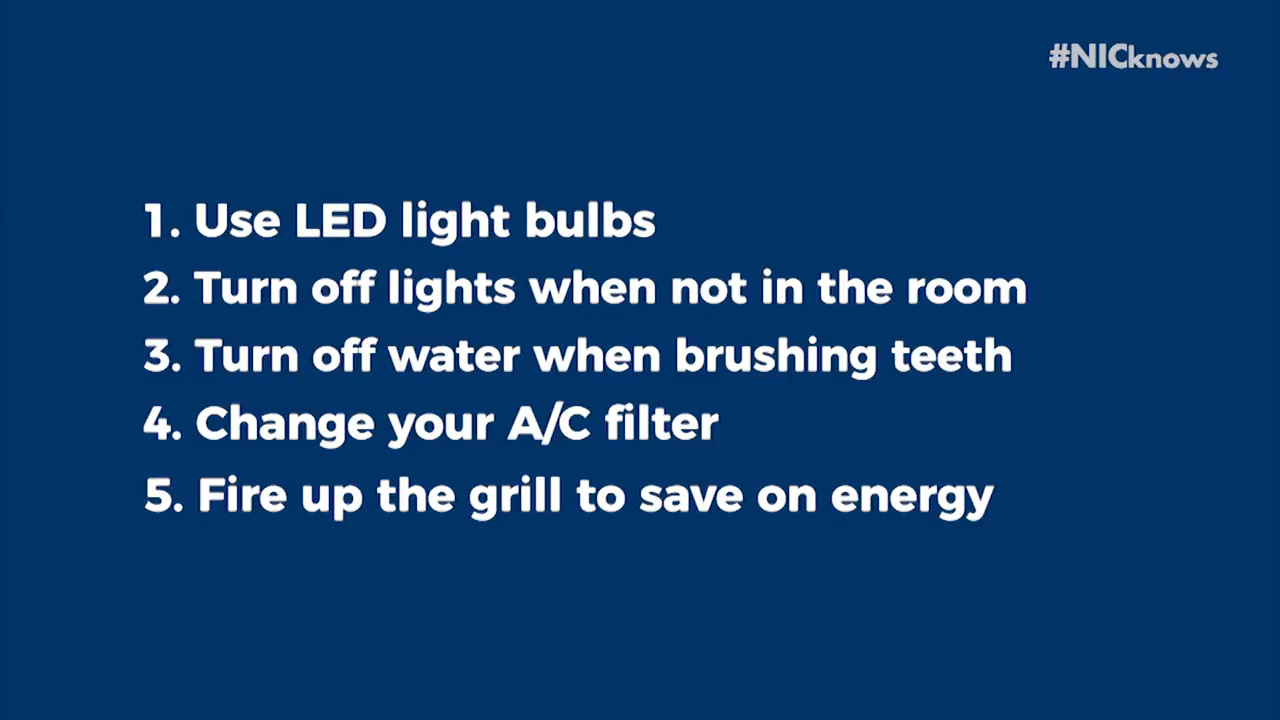 #NICknows
1. Use LED light bulbs
2. Turn off lights when not in the room
3. Turn off water when brushing teeth
4. Change your A/C filter
5. Fire up the grill to save on energy